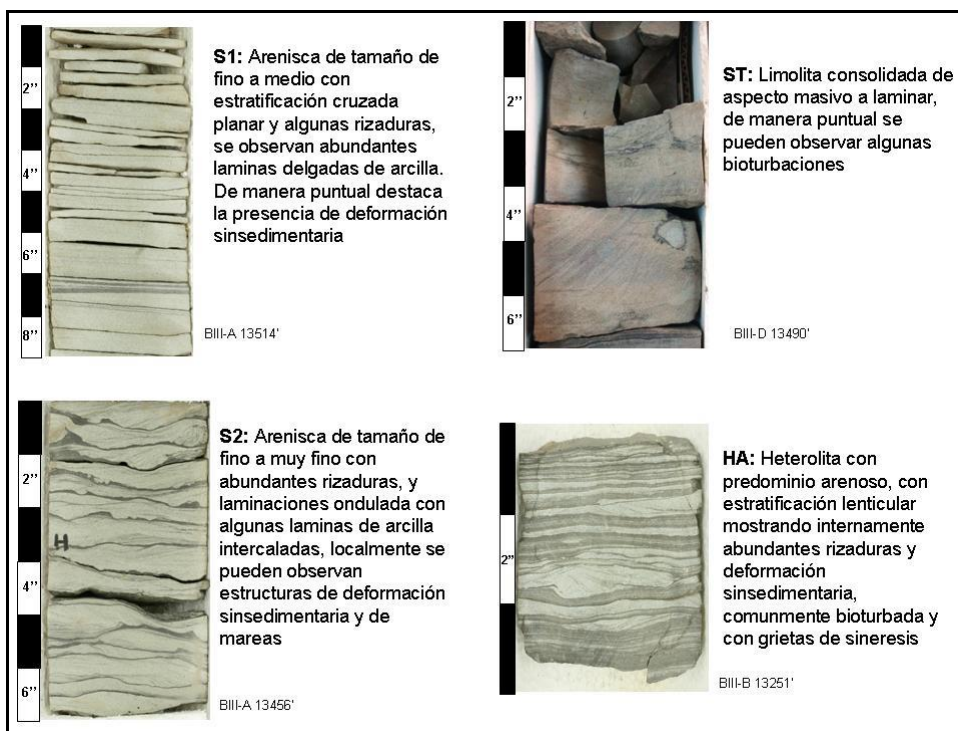 S1: Arenisca de tamaño de
fino a medio con
estratificación cruzada
planar y algunas rizaduras,
se observan abundantes
laminas delgadas de arcilla.
De manera puntual destaca
la presencia de deformación
sinsedimentaria
2’’
4’’
6’’
8’’
BIII-A 13514'
ST: Limolita consolidada de
aspecto masivo a laminar,
de manera puntual se
pueden observar algunas
bioturbaciones
2’’
4’’
6’’
BIII-D 13490'
S2: Arenisca de tamaño de
fino a muy fino con
abundantes rizaduras, y
laminaciones ondulada con
algunas laminas de arcilla
intercaladas, localmente se
pueden observan
estructuras de deformación
sinsedimentaria y de
mareas
2’’
H
4’’
6’’
BIII-A 13456'
HA: Heterolita con
predominio arenoso, con
estratificación lenticular
mostrando internamente
abundantes rizaduras y
deformación
sinsedimentaria,
comunmente bioturbada y
con grietas de sineresis
2’’
BIII-B 13251'